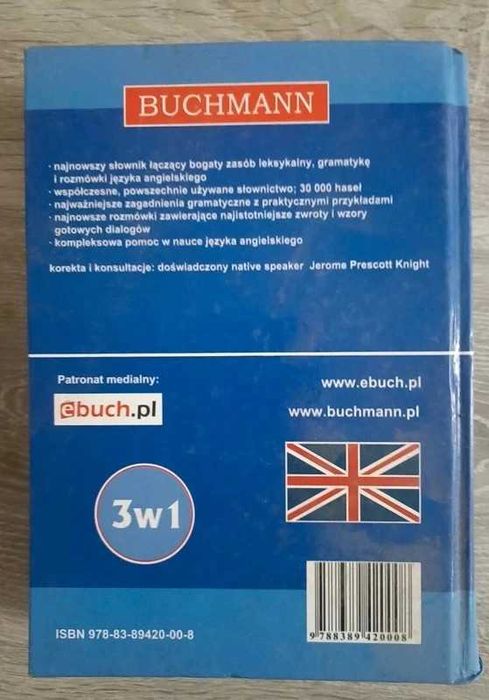 BUCHMANN
· najnowszy słownik łączący bogaty zasób leksykalny, gramatykę
i rozmówki języka angielskiego
· współczesne, powszechnie używane słownictwo; 30 000 haseł
· najważniejsze zagadnienia gramatyczne z praktycznymi przykładami
· najnowsze rozmówki zawierające najistotniejsze zwroty i wzory
gotowych dialogów
· kompleksowa pomoc w nauce języka angielskiego
korekta i konsultacje: doświadczony native speaker Jerome Prescott Knight
Patronat medialny:
ebuch.pl
www.ebuch.pl
www.buchmann.pl
3w1
ISBN 978-83-89420-00-8
9 788389 420008